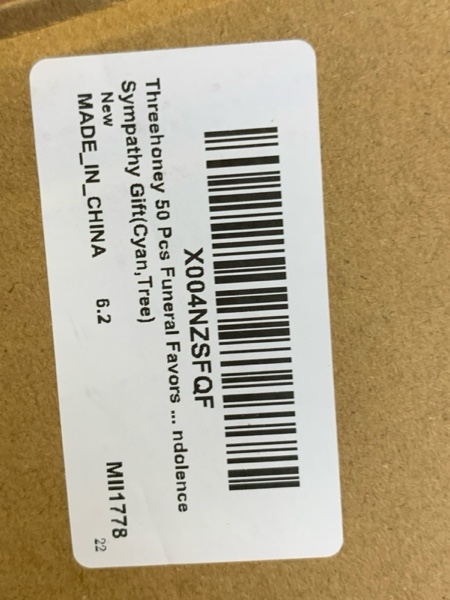 X004NZSFQF
Threehoney 50 Pcs Funeral Favors ... ndolence
Sympathy Gift(Cyan,Tree)
New
MADE_IN_CHINA 6.2 MII1778
22